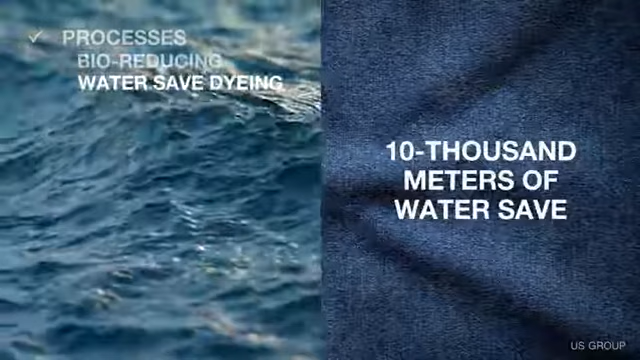 PROCESSES
BIO-REDUCING
WATER SAVE DYEING
10-THOUSAND
METERS OF
WATER SAVE
US GROUP